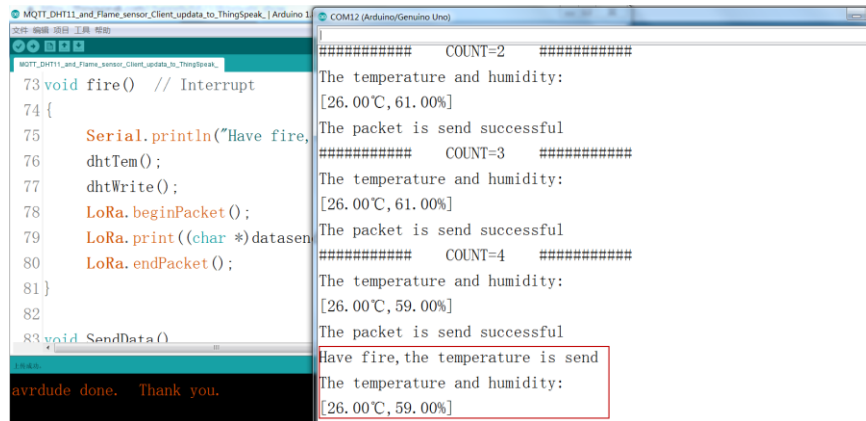 MQTT_DHT11_and_Flame_sensor_Client_updata_to_ThingSpeak_ | Arduino 1.
文件 编辑 项目 工具 帮助
MQTT_DHT11_and_Flame_sensor_Client_updata_to_ThingSpeak_
73 void fire()  // Interrupt
74 {
75 Serial.println("Have fire,
76 dhtTem();
77 dhtWrite();
78 LoRa.beginPacket();
79 LoRa.print((char *)datasen
80 LoRa.endPacket();
81 }
82
83 void SendData()
上传成功。
avrdude done.  Thank you.
COM12 (Arduino/Genuino Uno)
########### COUNT=2 ###########
The temperature and humidity:
[26.00℃,61.00%]
The packet is send successful
########### COUNT=3 ###########
The temperature and humidity:
[26.00℃,61.00%]
The packet is send successful
########### COUNT=4 ###########
The temperature and humidity:
[26.00℃,59.00%]
The packet is send successful
Have fire,the temperature is send
The temperature and humidity:
[26.00℃,59.00%]